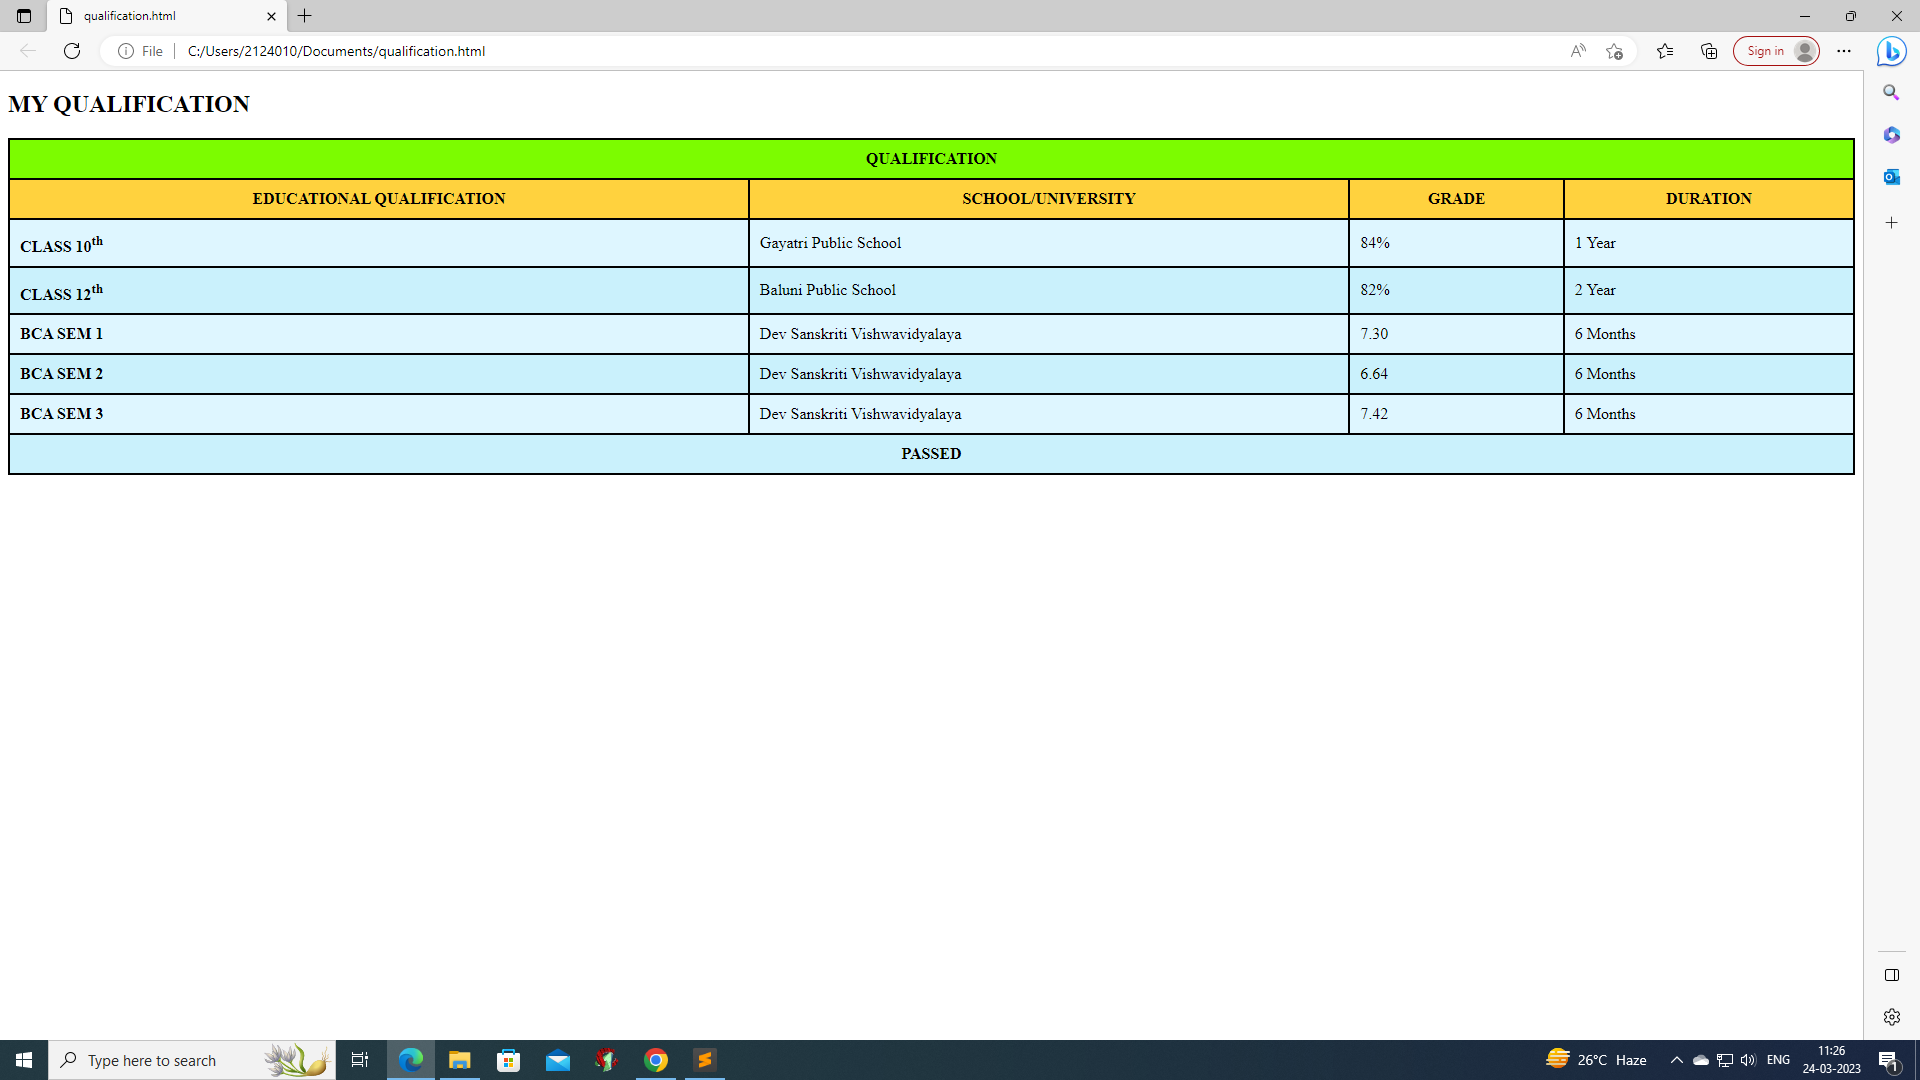 qualification.html
File
C:/Users/2124010/Documents/qualification.html
Sign in
MY QUALIFICATION
QUALIFICATION
EDUCATIONAL QUALIFICATION SCHOOL/UNIVERSITY GRADE DURATION
CLASS 10th Gayatri Public School 84% 1 Year
CLASS 12th Baluni Public School 82% 2 Year
BCA SEM 1 Dev Sanskriti Vishwavidyalaya 7.30 6 Months
BCA SEM 2 Dev Sanskriti Vishwavidyalaya 6.64 6 Months
BCA SEM 3 Dev Sanskriti Vishwavidyalaya 7.42 6 Months
PASSED
Type here to search
26°C Haze
ENG
11:26
24-03-2023
1